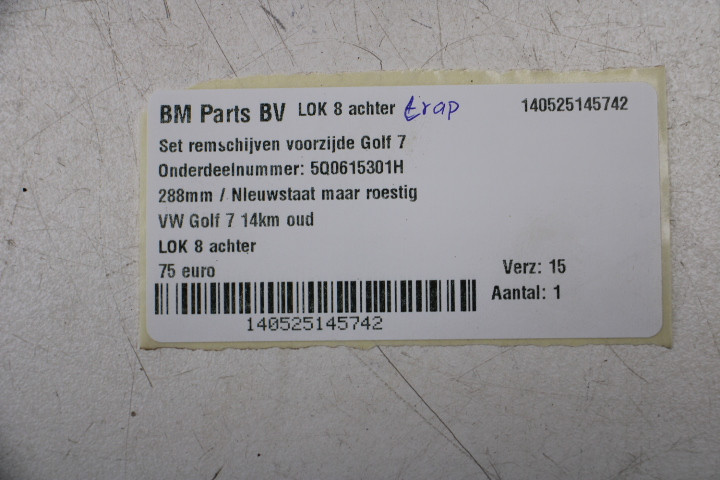 BM Parts BV LOK 8 achter trap 140525145742
Set remschijven voorzijde Golf 7
Onderdeelnummer: 5Q0615301H
288mm / NIeuwstaat maar roestig
VW Golf 7 14km oud
LOK 8 achter
75 euro Verz: 15
Aantal: 1
140525145742